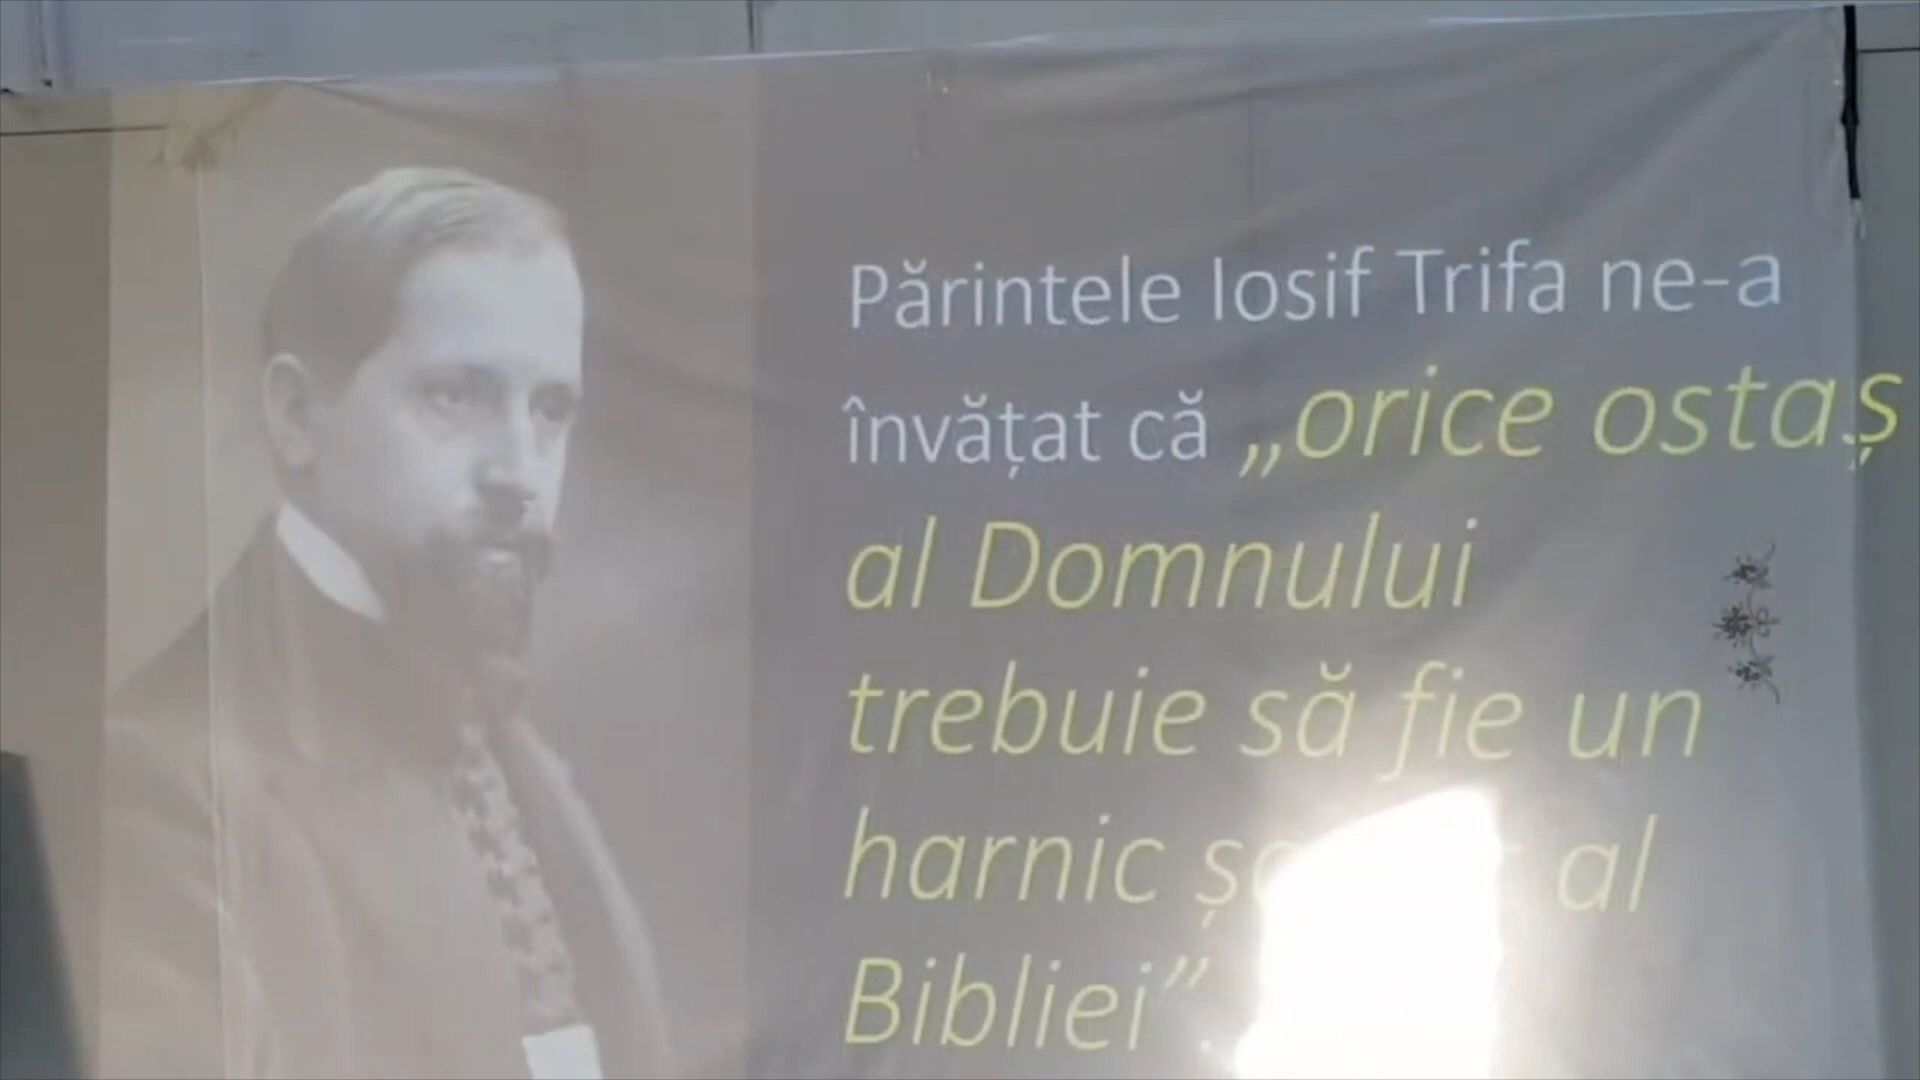 Părintele Iosif Trifa ne-a
învățat că „orice ostaș
al Domnului
trebuie să fie un
harnic al
Bibliei”.